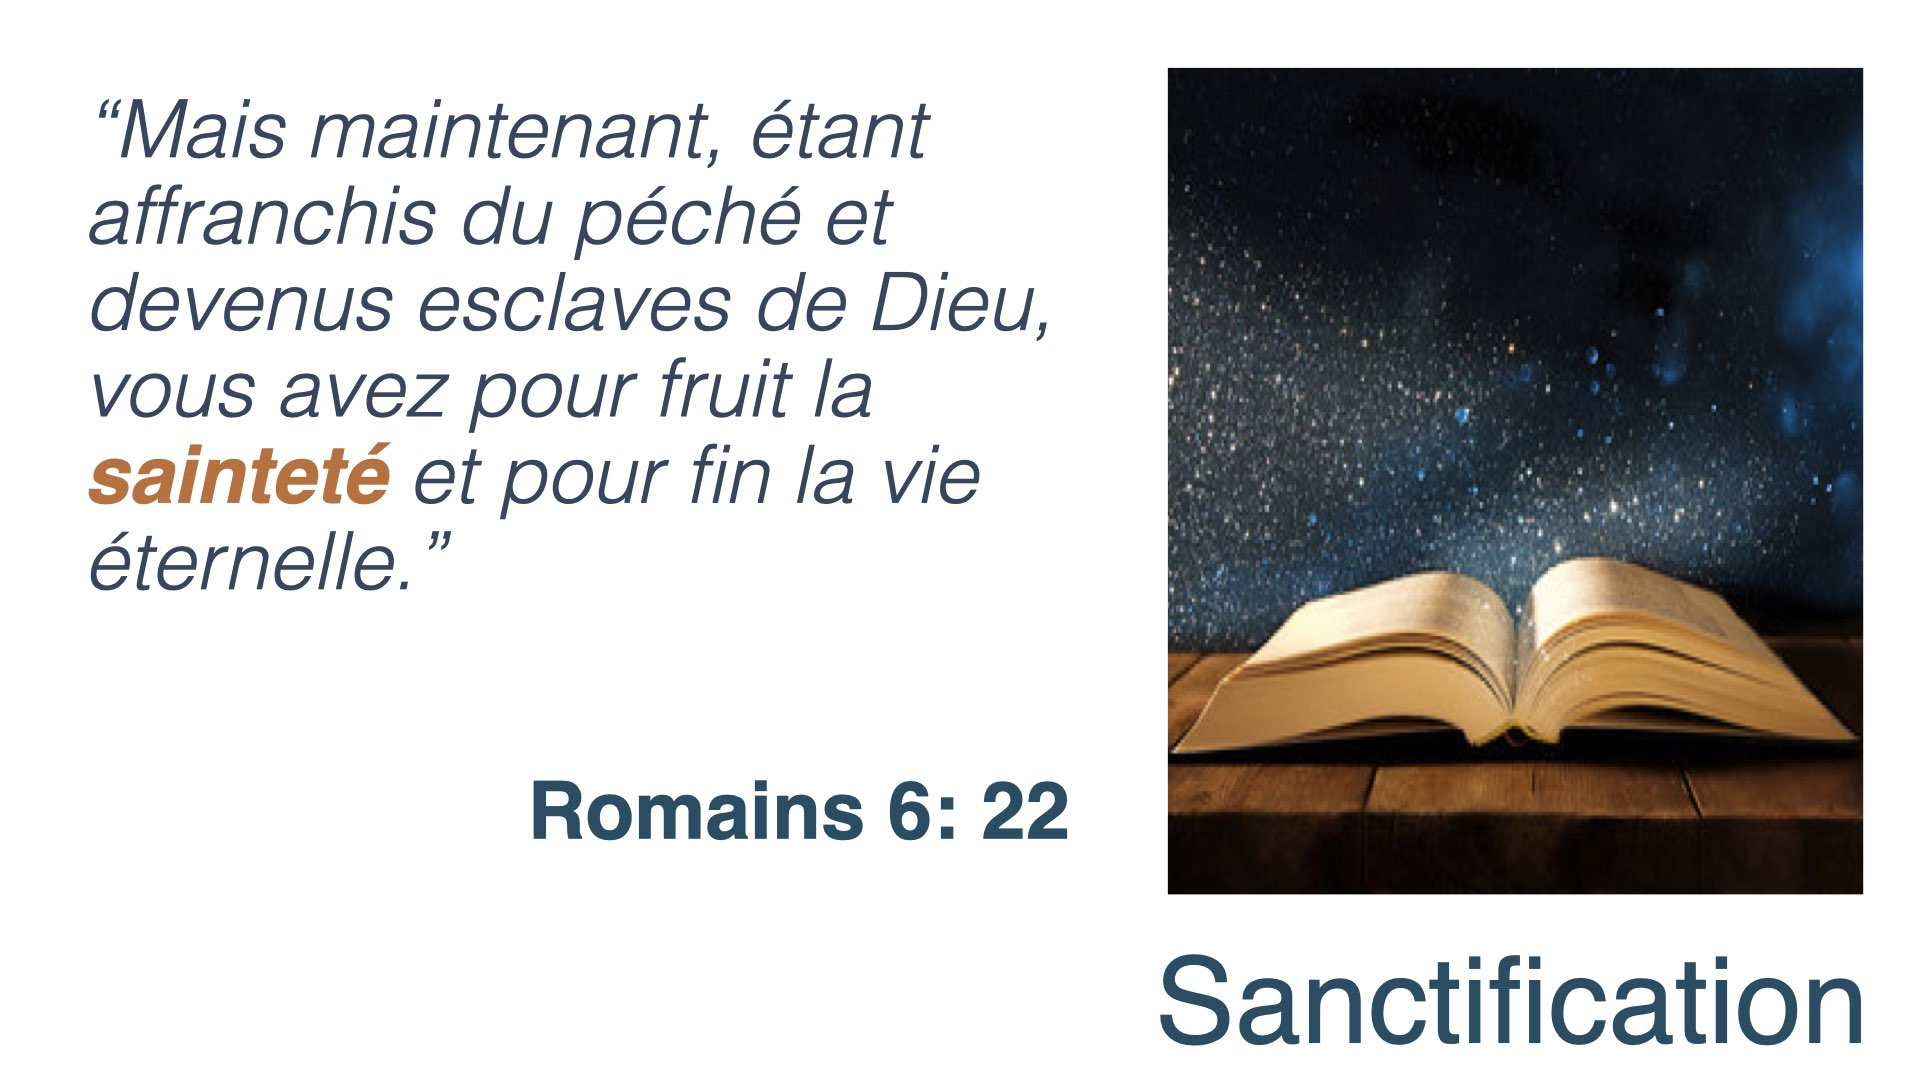 “Mais maintenant, étant
affranchis du péché et
devenus esclaves de Dieu,
vous avez pour fruit la
sainteté et pour fin la vie
éternelle.”
Romains 6: 22
Sanctification